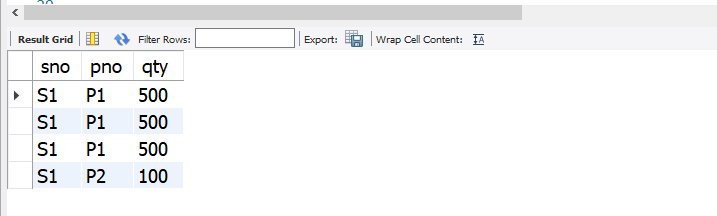 Result Grid Filter Rows: Export: Wrap Cell Content: IA
sno pno qty
S1 P1 500
S1 P1 500
S1 P1 500
S1 P2 100